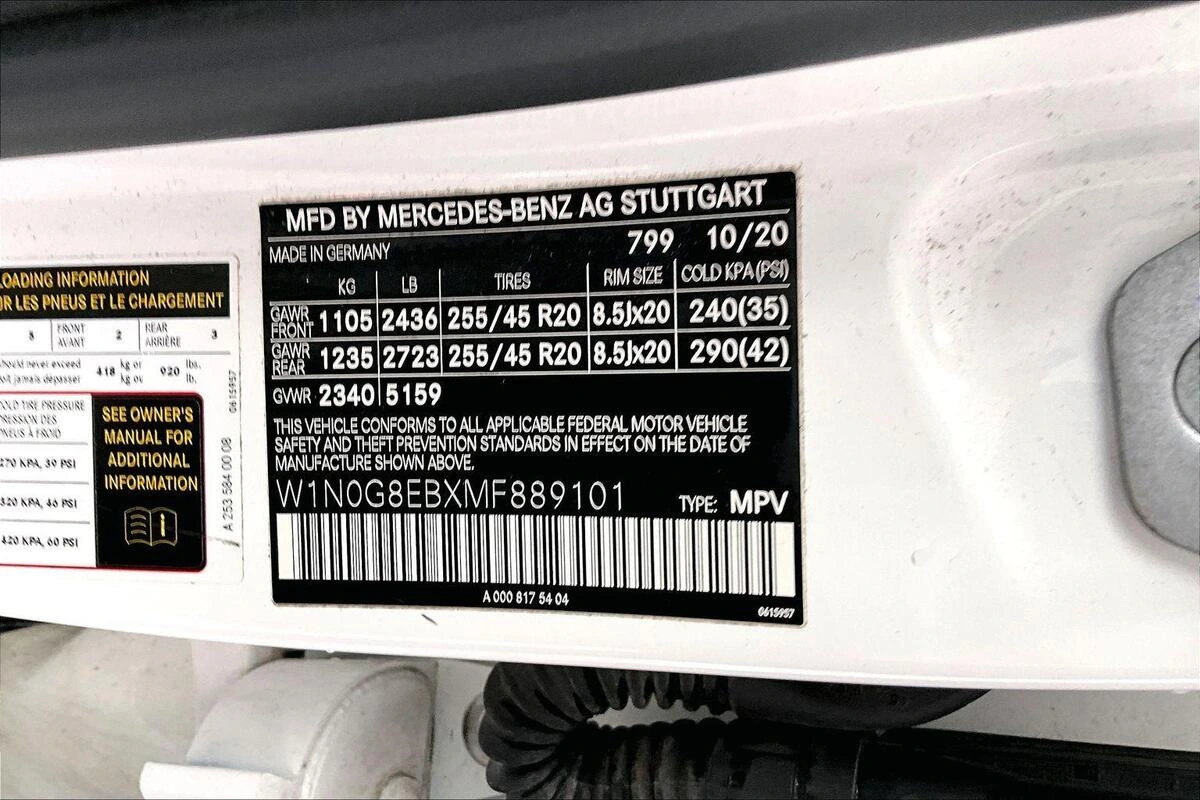 LOADING INFORMATION
LES PNEUS ET LE CHARGEMENT
5 FRONT AVANT 2 REAR ARRIÈRE 3
should never exceed 418 kg or 920 lbs.
jamais dépasser kg ou lb.
COLD TIRE PRESSURE
PRESSION DES
PNEUS À FROID
270 KPA, 39 PSI
320 KPA, 46 PSI
420 KPA, 60 PSI
SEE OWNER'S
MANUAL FOR
ADDITIONAL
INFORMATION
A 253 584 00 08
0615957
MFD BY MERCEDES-BENZ AG STUTTGART
MADE IN GERMANY 799 10/20
KG LB TIRES RIM SIZE COLD KPA(PSI)
GAWR FRONT 1105 2436 255/45 R20 8.5Jx20 240(35)
GAWR REAR 1235 2723 255/45 R20 8.5Jx20 290(42)
GVWR 2340 5159
THIS VEHICLE CONFORMS TO ALL APPLICABLE FEDERAL MOTOR VEHICLE
SAFETY AND THEFT PREVENTION STANDARDS IN EFFECT ON THE DATE OF
MANUFACTURE SHOWN ABOVE.
W1N0G8EBXMF889101 TYPE: MPV
A 000 817 54 04
0615957